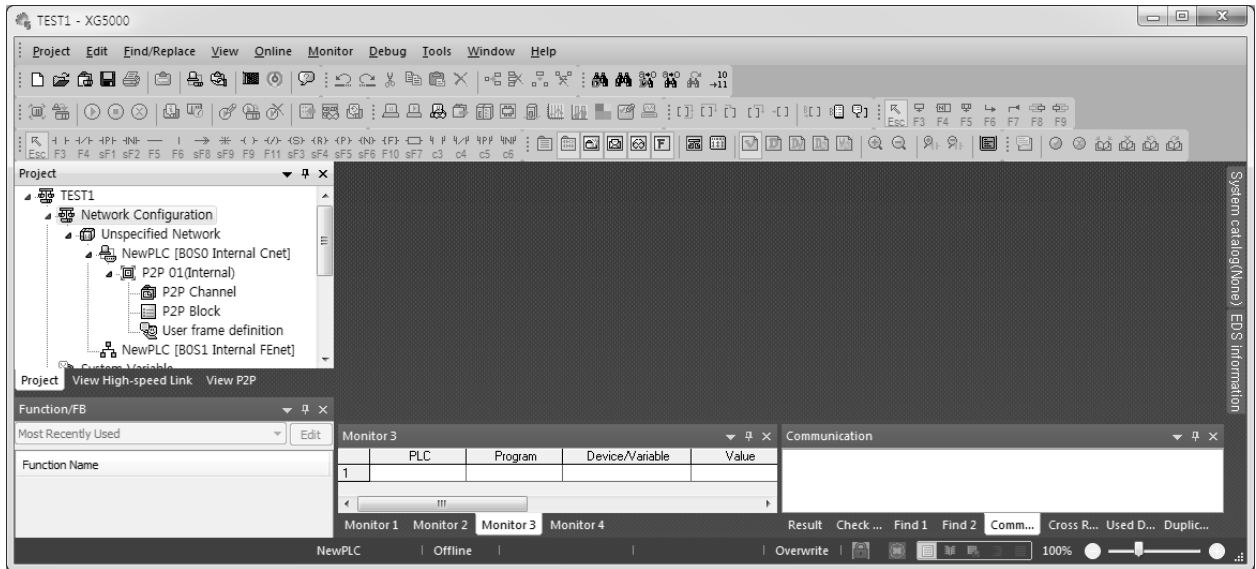 TEST1 - XG5000
Project Edit Find/Replace View Online Monitor Debug Tools Window Help
Esc F3 F4 F5 F6 F7 F8 F9
Esc F3 F4 sF1 sF2 F5 F6 sF8 sF9 F9 F11 sF3 sF4 sF5 sF6 F10 sF7 c3 c4 c5 c6
Project
TEST1
Network Configuration
Unspecified Network
NewPLC [B0S0 Internal Cnet]
P2P 01(Internal)
P2P Channel
P2P Block
User frame definition
NewPLC [B0S1 Internal FEnet]
System Variable
Project View High-speed Link View P2P
Function/FB
Most Recently Used Edit
Function Name
Monitor 3
PLC Program Device/Variable Value
1
Monitor 1 Monitor 2 Monitor 3 Monitor 4
Communication
Result Check ... Find 1 Find 2 Comm... Cross R... Used D... Duplic...
System catalog(None) EDS information
NewPLC Offline Overwrite 100%